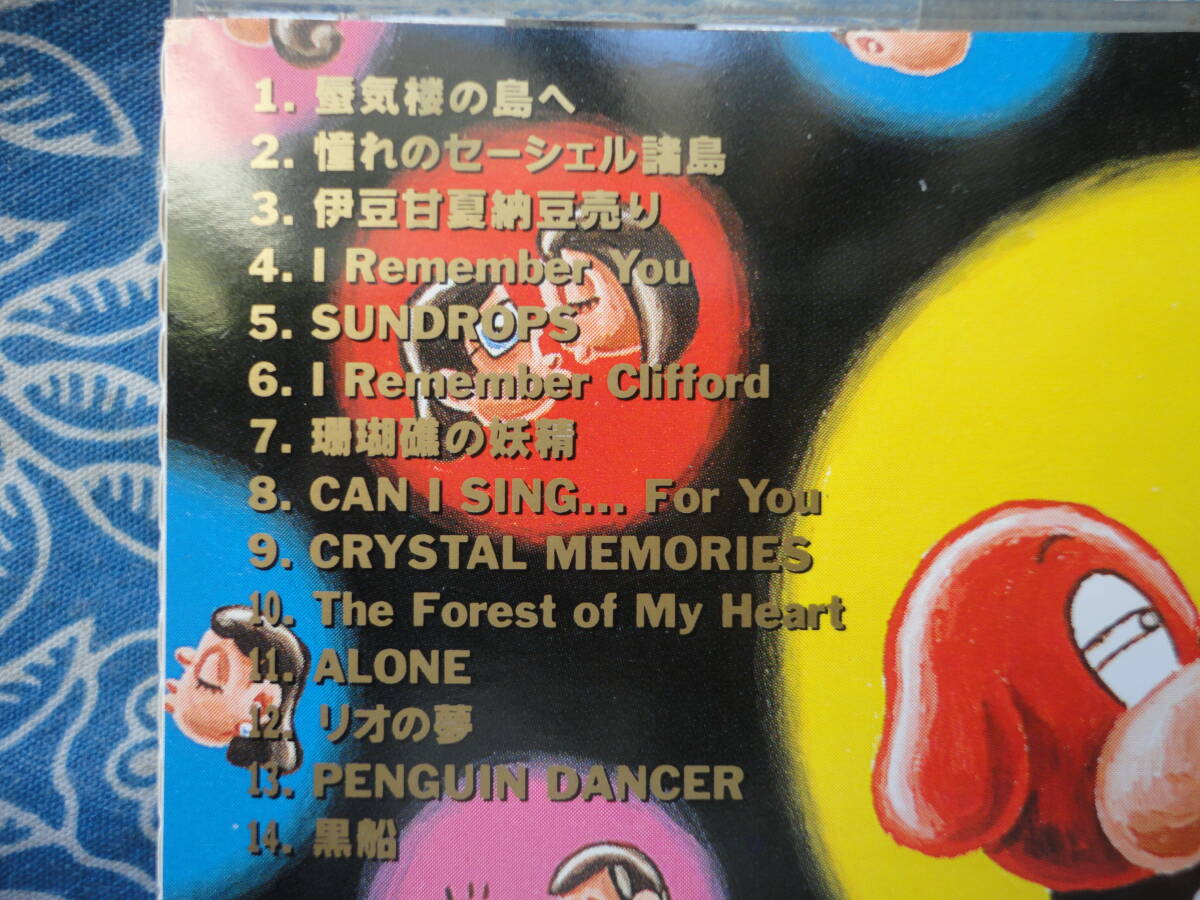 1. 蜃気楼の島へ
2. 憧れのセーシェル諸島
3. 伊豆甘夏納豆売り
4. I Remember You
5. SUNDROPS
6. I Remember Clifford
7. 珊瑚礁の妖精
8. CAN I SING... For You
9. CRYSTAL MEMORIES
10. The Forest of My Heart
11. ALONE
12. リオの夢
13. PENGUIN DANCER
14. 黒船